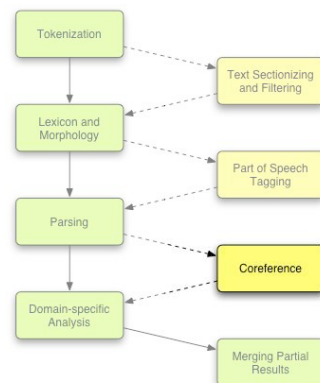 Tokenization
Text Sectionizing
and Filtering
Lexicon and
Morphology
Part of Speech
Tagging
Parsing
Coreference
Domain-specific
Analysis
Merging Partial
Results